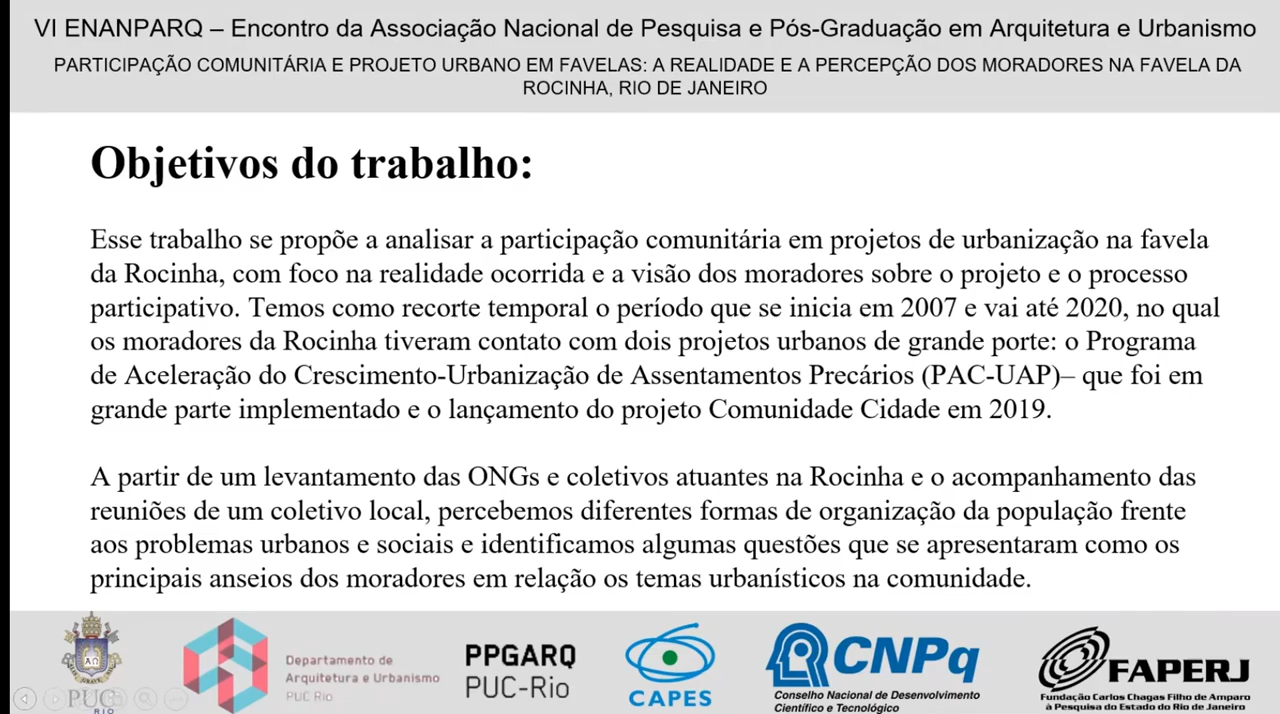 VI ENANPARQ – Encontro da Associação Nacional de Pesquisa e Pós-Graduação em Arquitetura e Urbanismo
PARTICIPAÇÃO COMUNITÁRIA E PROJETO URBANO EM FAVELAS: A REALIDADE E A PERCEPÇÃO DOS MORADORES NA FAVELA DA
ROCINHA, RIO DE JANEIRO
Objetivos do trabalho:
Esse trabalho se propõe a analisar a participação comunitária em projetos de urbanização na favela
da Rocinha, com foco na realidade ocorrida e a visão dos moradores sobre o projeto e o processo
participativo. Temos como recorte temporal o período que se inicia em 2007 e vai até 2020, no qual
os moradores da Rocinha tiveram contato com dois projetos urbanos de grande porte: o Programa
de Aceleração do Crescimento-Urbanização de Assentamentos Precários (PAC-UAP)– que foi em
grande parte implementado e o lançamento do projeto Comunidade Cidade em 2019.
A partir de um levantamento das ONGs e coletivos atuantes na Rocinha e o acompanhamento das
reuniões de um coletivo local, percebemos diferentes formas de organização da população frente
aos problemas urbanos e sociais e identificamos algumas questões que se apresentaram como os
principais anseios dos moradores em relação os temas urbanísticos na comunidade.
PUC
RIO
Departamento de
Arquitetura e Urbanismo
PUC Rio
PPGARQ
PUC-Rio
CAPES
CNPq
Conselho Nacional de Desenvolvimento
Científico e Tecnológico
FAPERJ
Fundação Carlos Chagas Filho de Amparo
à Pesquisa do Estado do Rio de Janeiro